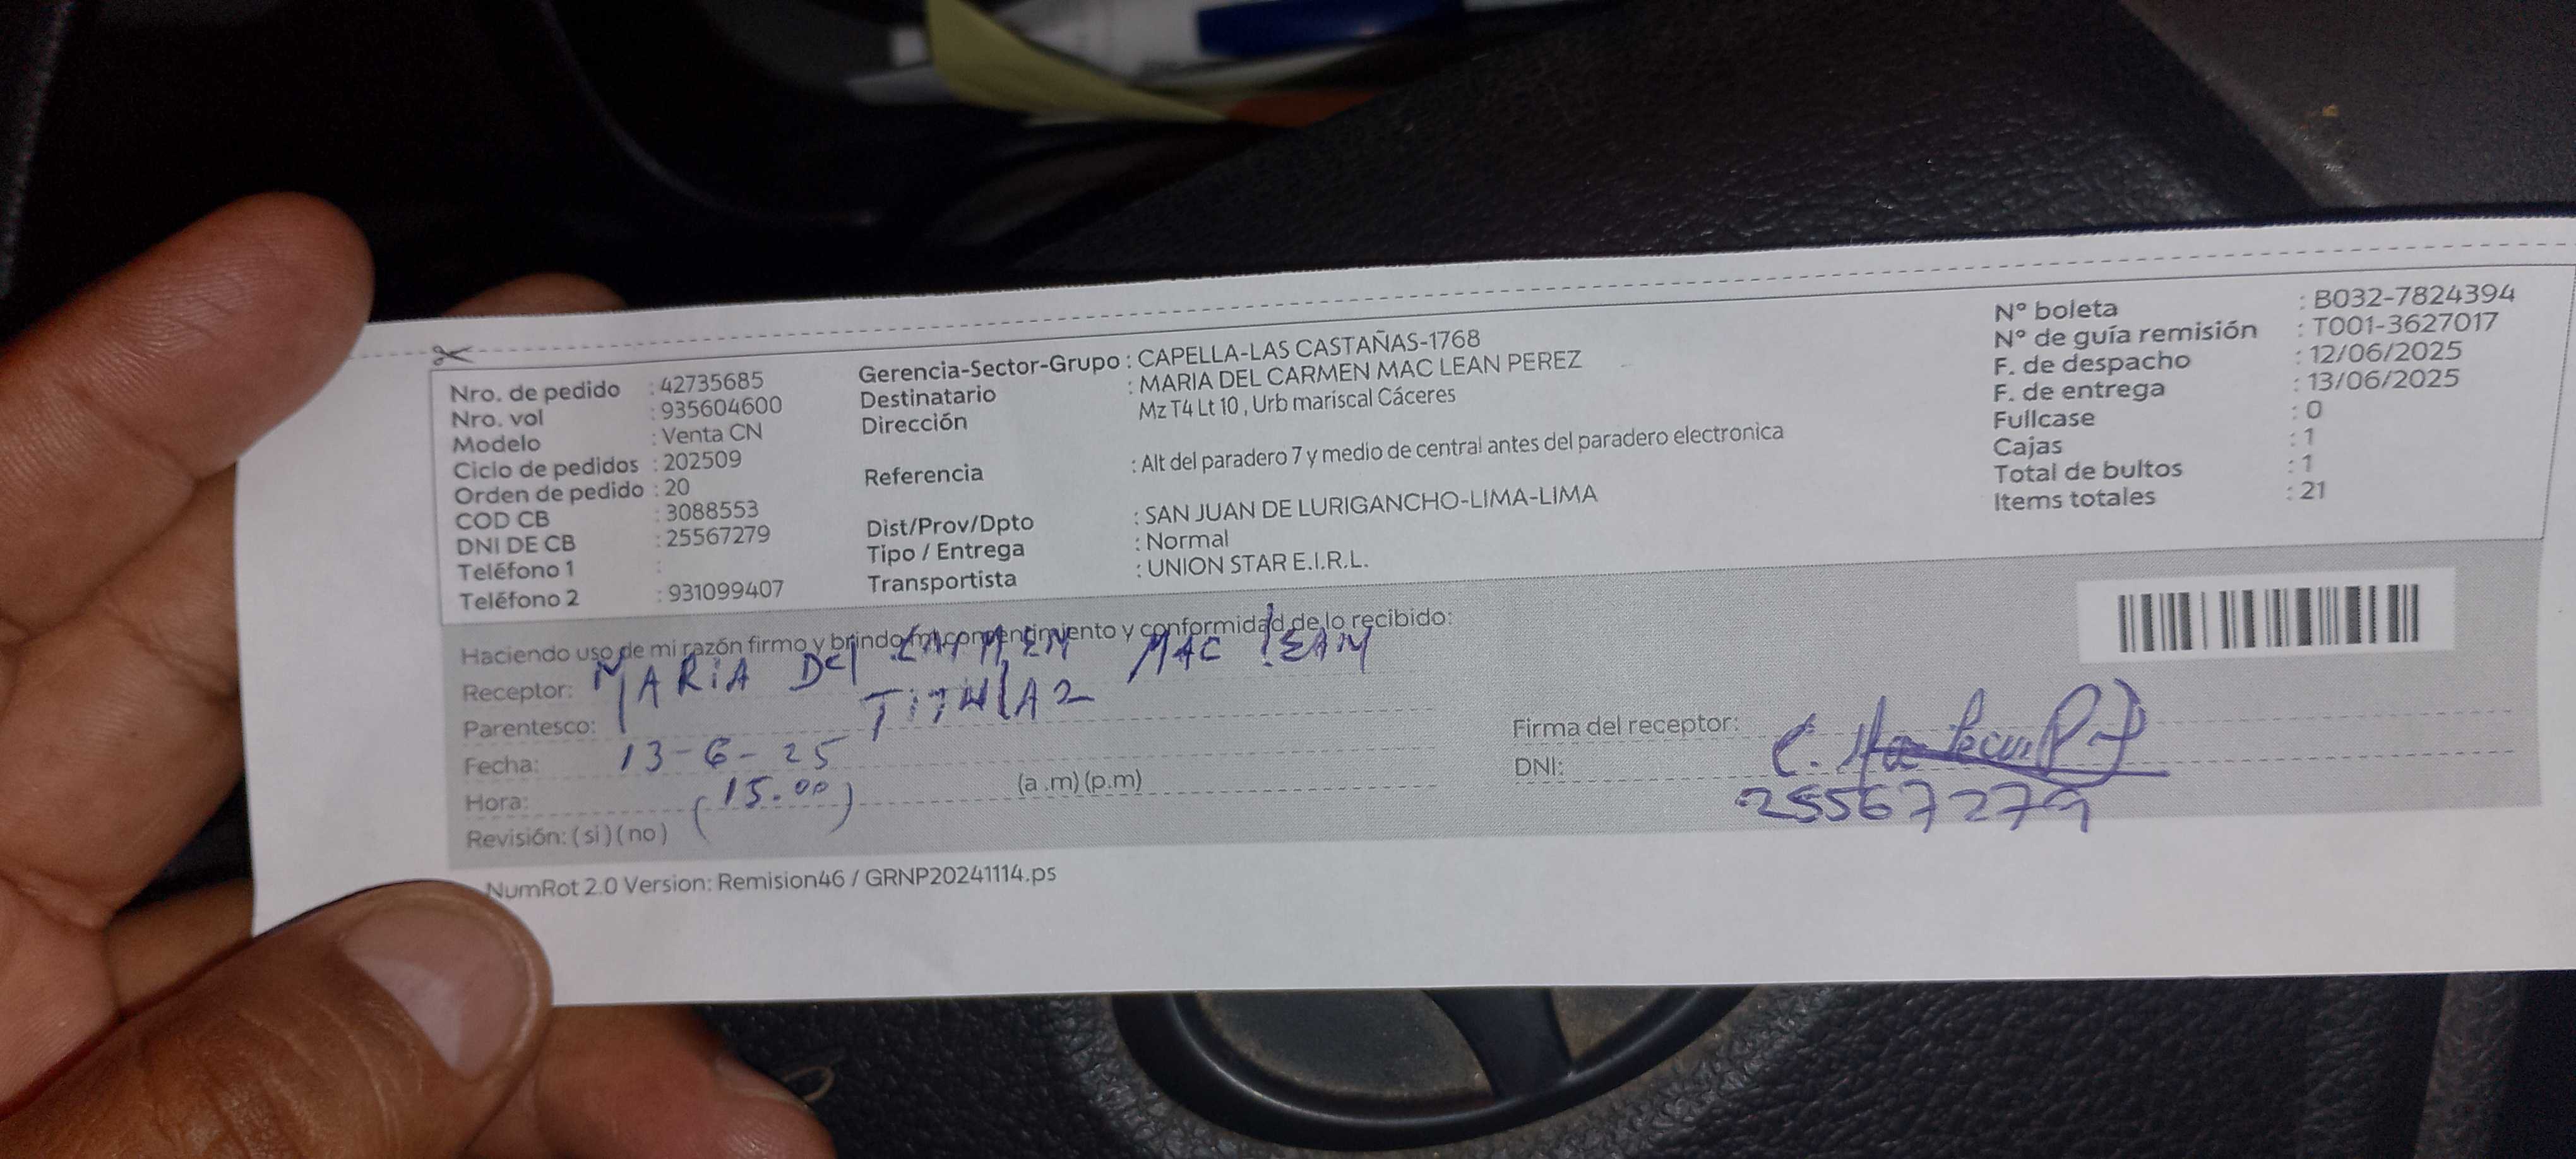 Nro. de pedido : 42735685
Nro. vol : 935604600
Modelo : Venta CN
Ciclo de pedidos : 202509
Orden de pedido : 20
COD CB : 3088553
DNI DE CB : 25567279
Teléfono 1 :
Teléfono 2 : 931099407
Gerencia-Sector-Grupo : CAPELLA-LAS CASTAÑAS-1768
Destinatario : MARIA DEL CARMEN MAC LEAN PEREZ
Dirección Mz T4 Lt 10 , Urb mariscal Cáceres
Referencia : Alt del paradero 7 y medio de central antes del paradero electronica
Dist/Prov/Dpto : SAN JUAN DE LURIGANCHO-LIMA-LIMA
Tipo / Entrega : Normal
Transportista : UNION STAR E.I.R.L.
N° boleta : B032-7824394
N° de guía remisión : T001-3627017
F. de despacho : 12/06/2025
F. de entrega : 13/06/2025
Fullcase : 0
Cajas : 1
Total de bultos : 1
Items totales : 21
Haciendo uso de mi razón firmo y brindo mi consentimiento y conformidad de lo recibido:
Receptor: MARiA Del CARMEN MAC
Parentesco:
Fecha: 13-6-25
Hora: (15.00) (a.m) (p.m)
Revisión: (si) (no)
Firma del receptor:
DNI: 25567279
NumRot 2.0 Version: Remision46 / GRNP20241114.ps